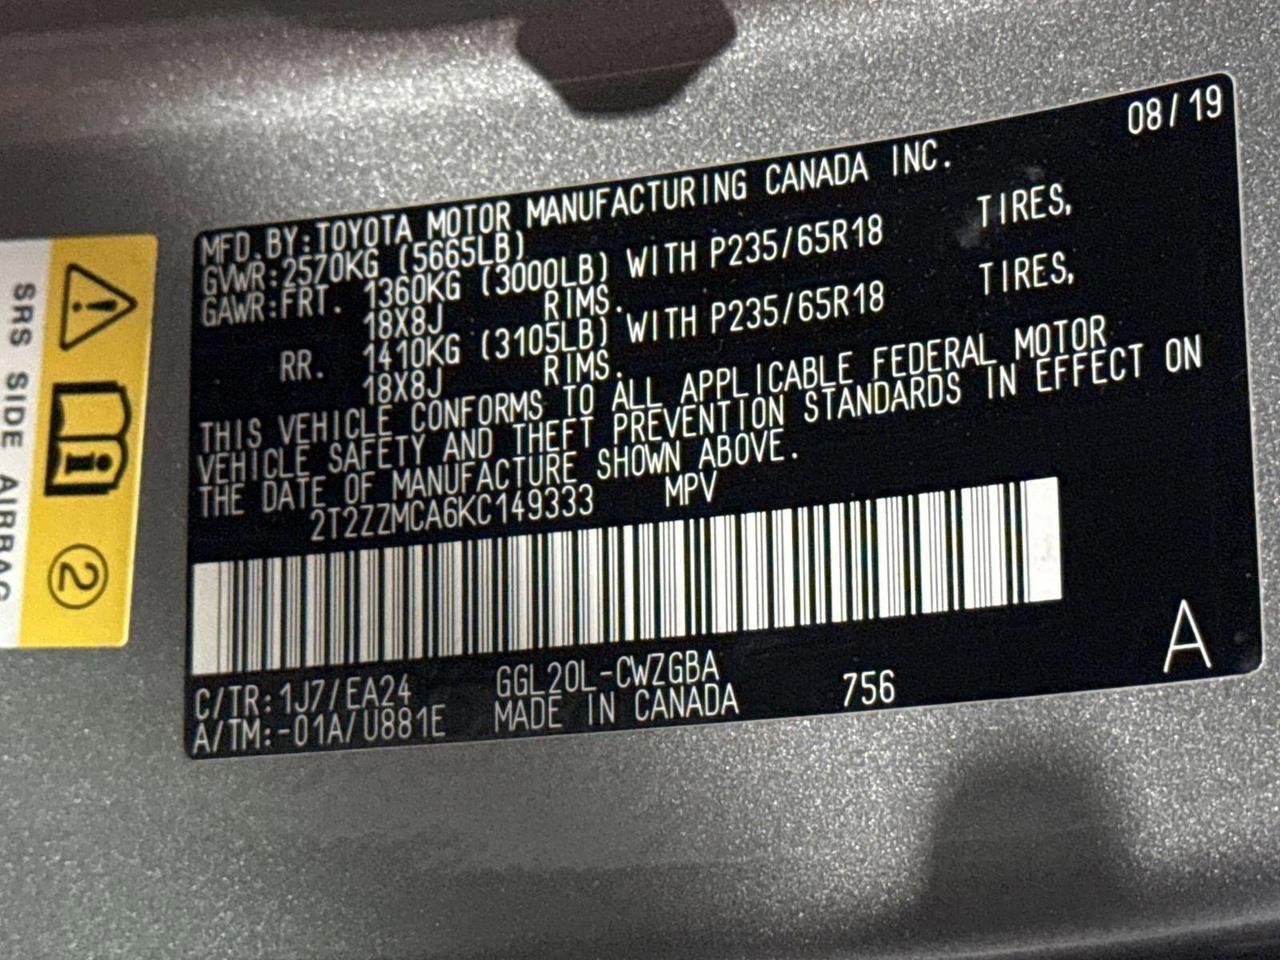 08/19
MFD.BY:TOYOTA MOTOR MANUFACTURING CANADA INC.
GVWR:2570KG (5665LB)
GAWR:FRT. 1360KG (3000LB) WITH P235/65R18 TIRES,
18X8J RIMS.
RR. 1410KG (3105LB) WITH P235/65R18 TIRES,
18X8J RIMS.
THIS VEHICLE CONFORMS TO ALL APPLICABLE FEDERAL MOTOR
VEHICLE SAFETY AND THEFT PREVENTION STANDARDS IN EFFECT ON
THE DATE OF MANUFACTURE SHOWN ABOVE.
2T2ZZMCA6KC149333 MPV
C/TR:1J7/EA24 GGL20L-CWZGBA
A/TM:-01A/U881E MADE IN CANADA 756
A
SRS SIDE AIRBAG
2